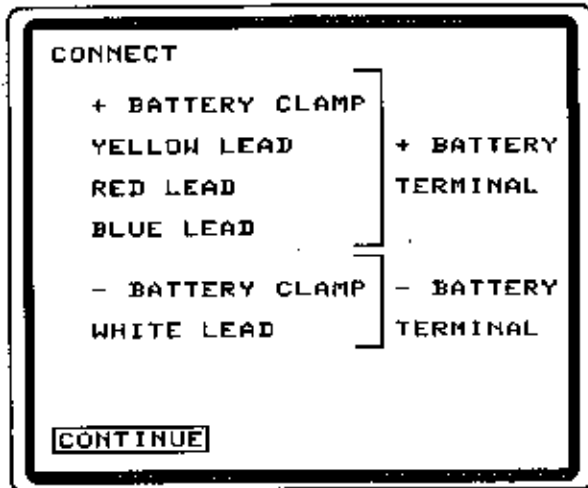 CONNECT
+ BATTERY CLAMP
YELLOW LEAD
RED LEAD
BLUE LEAD
+ BATTERY
TERMINAL
- BATTERY CLAMP
WHITE LEAD
- BATTERY
TERMINAL
CONTINUE